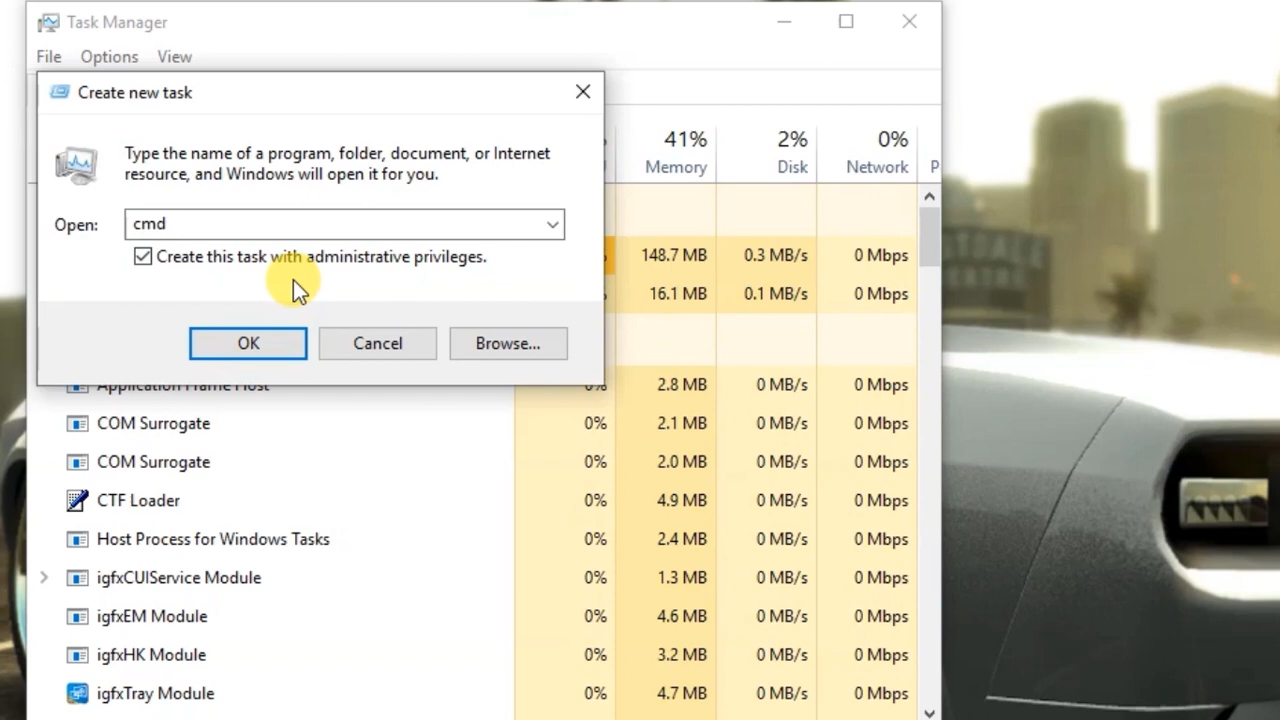 Task Manager
File Options View
Create new task
Type the name of a program, folder, document, or Internet
resource, and Windows will open it for you.
Open: cmd
Create this task with administrative privileges.
OK Cancel Browse...
41% 2% 0%
Memory Disk Network P
148.7 MB 0.3 MB/s 0 Mbps
16.1 MB 0.1 MB/s 0 Mbps
Application Frame Host 0% 2.8 MB 0 MB/s 0 Mbps
COM Surrogate 0% 2.1 MB 0 MB/s 0 Mbps
COM Surrogate 0% 2.0 MB 0 MB/s 0 Mbps
CTF Loader 0% 4.9 MB 0 MB/s 0 Mbps
Host Process for Windows Tasks 0% 2.4 MB 0 MB/s 0 Mbps
igfxCUIService Module 0% 1.3 MB 0 MB/s 0 Mbps
igfxEM Module 0% 4.6 MB 0 MB/s 0 Mbps
igfxHK Module 0% 3.2 MB 0 MB/s 0 Mbps
igfxTray Module 0% 4.7 MB 0 MB/s 0 Mbps